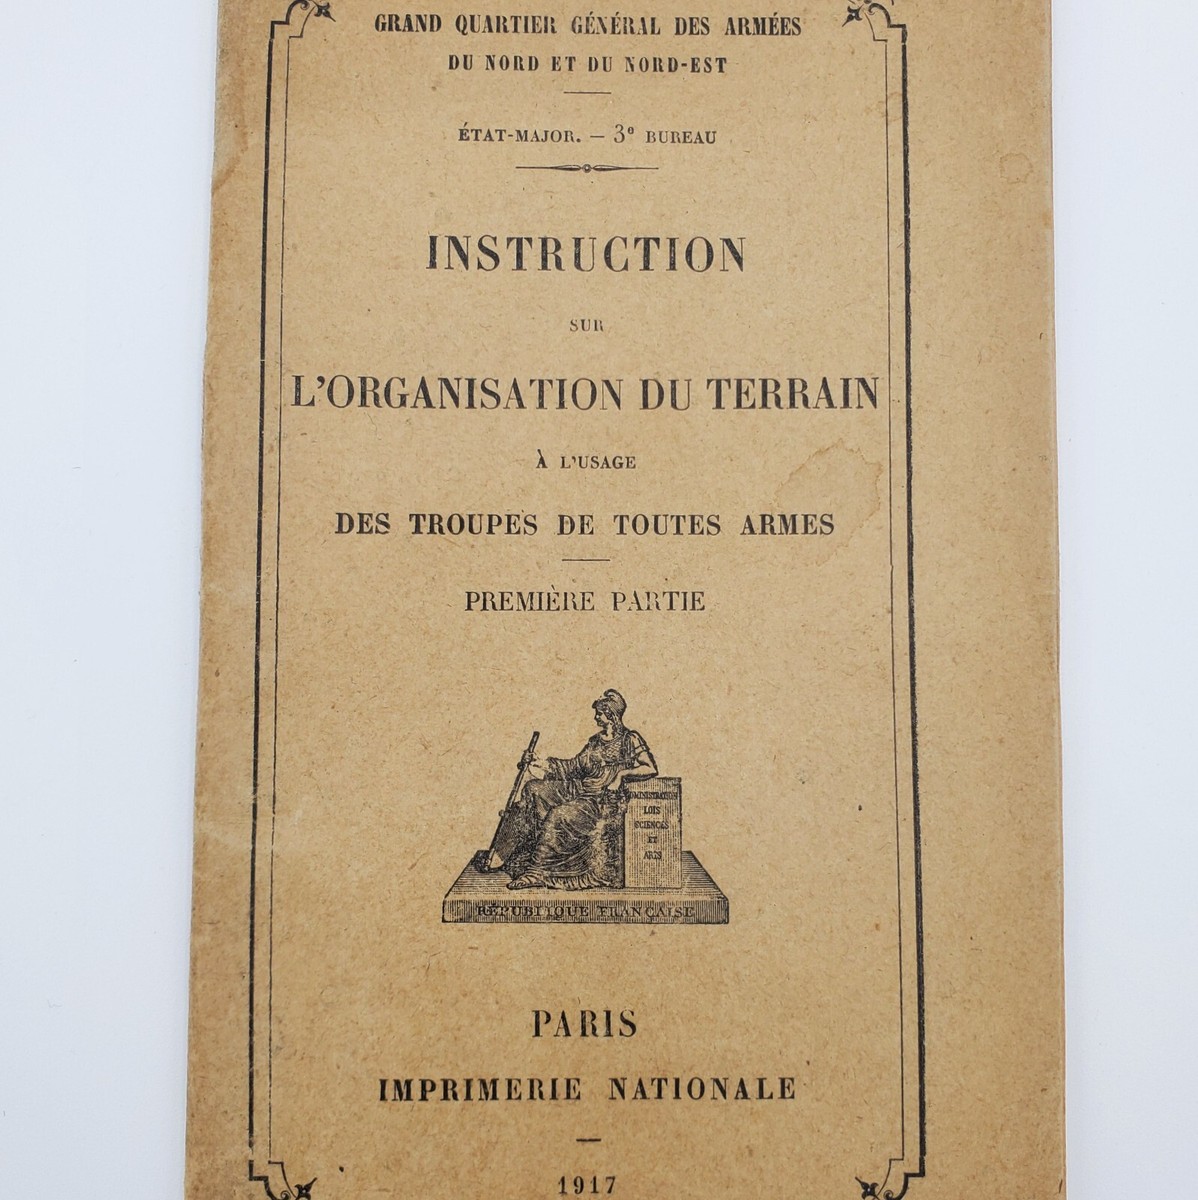 GRAND QUARTIER GÉNÉRAL DES ARMÉES
DU NORD ET DU NORD-EST
ÉTAT-MAJOR. — 3e BUREAU
INSTRUCTION
SUR
L'ORGANISATION DU TERRAIN
À L'USAGE
DES TROUPES DE TOUTES ARMES
PREMIÈRE PARTIE
ADMINISTRATION
LOIS
SCIENCES
ET
ARTS
RÉPUBLIQUE FRANÇAISE
PARIS
IMPRIMERIE NATIONALE
1917